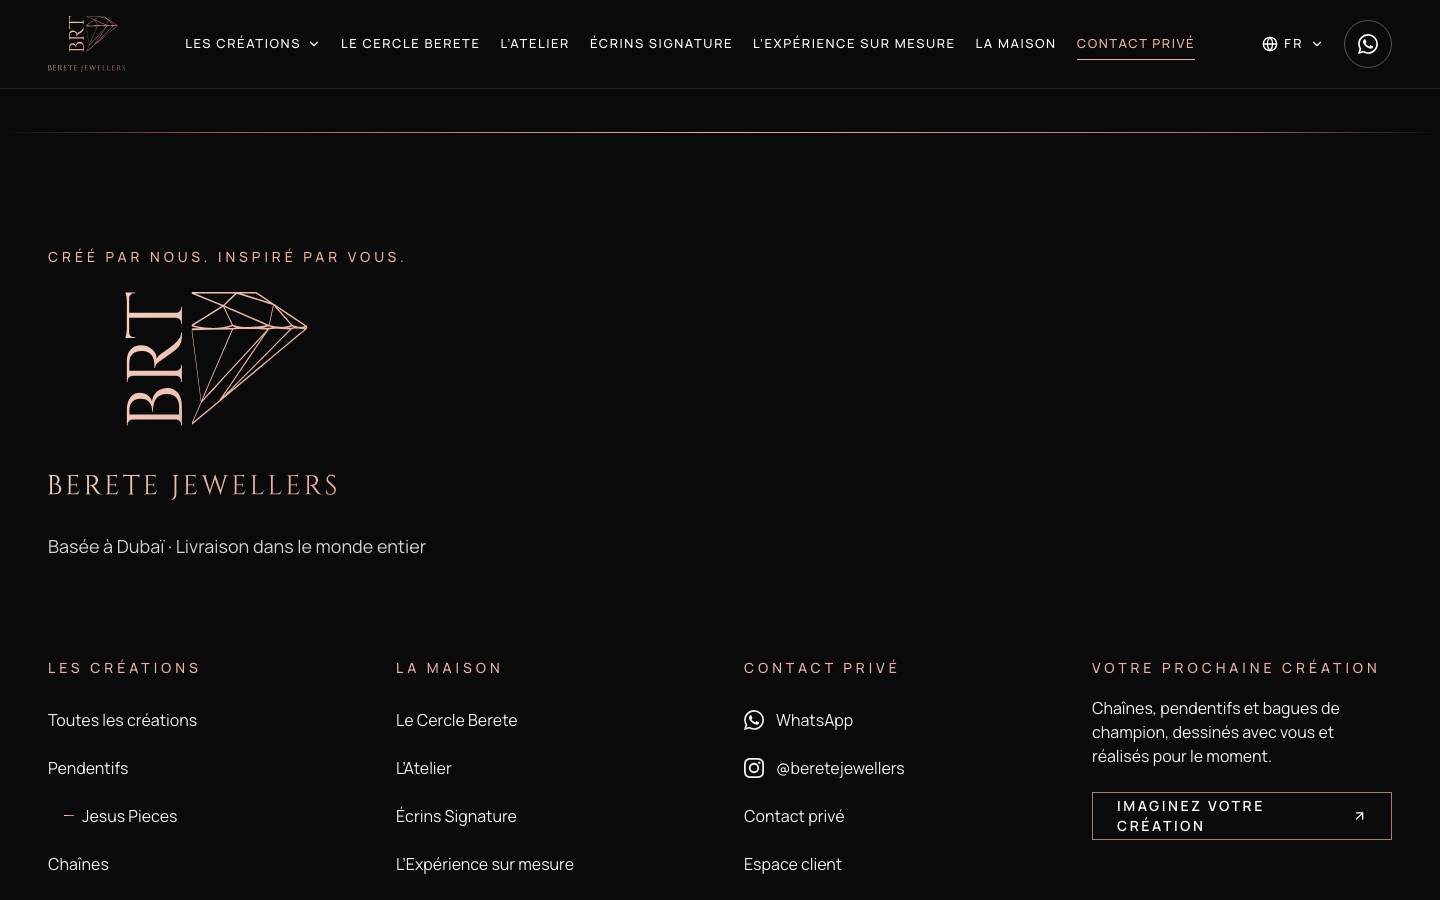 BRT
BERETE JEWELLERS
LES CRÉATIONS
LE CERCLE BERETE
L'ATELIER
ÉCRINS SIGNATURE
L'EXPÉRIENCE SUR MESURE
LA MAISON
CONTACT PRIVÉ
FR
CRÉÉ PAR NOUS. INSPIRÉ PAR VOUS.
BRT
BERETE JEWELLERS
Basée à Dubaï · Livraison dans le monde entier
LES CRÉATIONS
Toutes les créations
Pendentifs
— Jesus Pieces
Chaînes
LA MAISON
Le Cercle Berete
L'Atelier
Écrins Signature
L'Expérience sur mesure
CONTACT PRIVÉ
WhatsApp
@beretejewellers
Contact privé
Espace client
VOTRE PROCHAINE CRÉATION
Chaînes, pendentifs et bagues de
champion, dessinés avec vous et
réalisés pour le moment.
IMAGINEZ VOTRE
CRÉATION